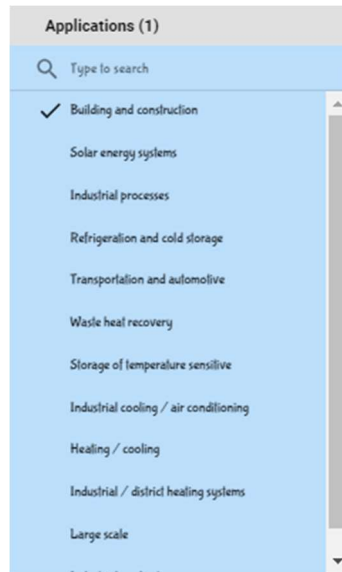 Applications (1)
Type to search
Building and construction
Solar energy systems
Industrial processes
Refrigeration and cold storage
Transportation and automotive
Waste heat recovery
Storage of temperature sensitive
Industrial cooling / air conditioning
Heating / cooling
Industrial / district heating systems
Large scale